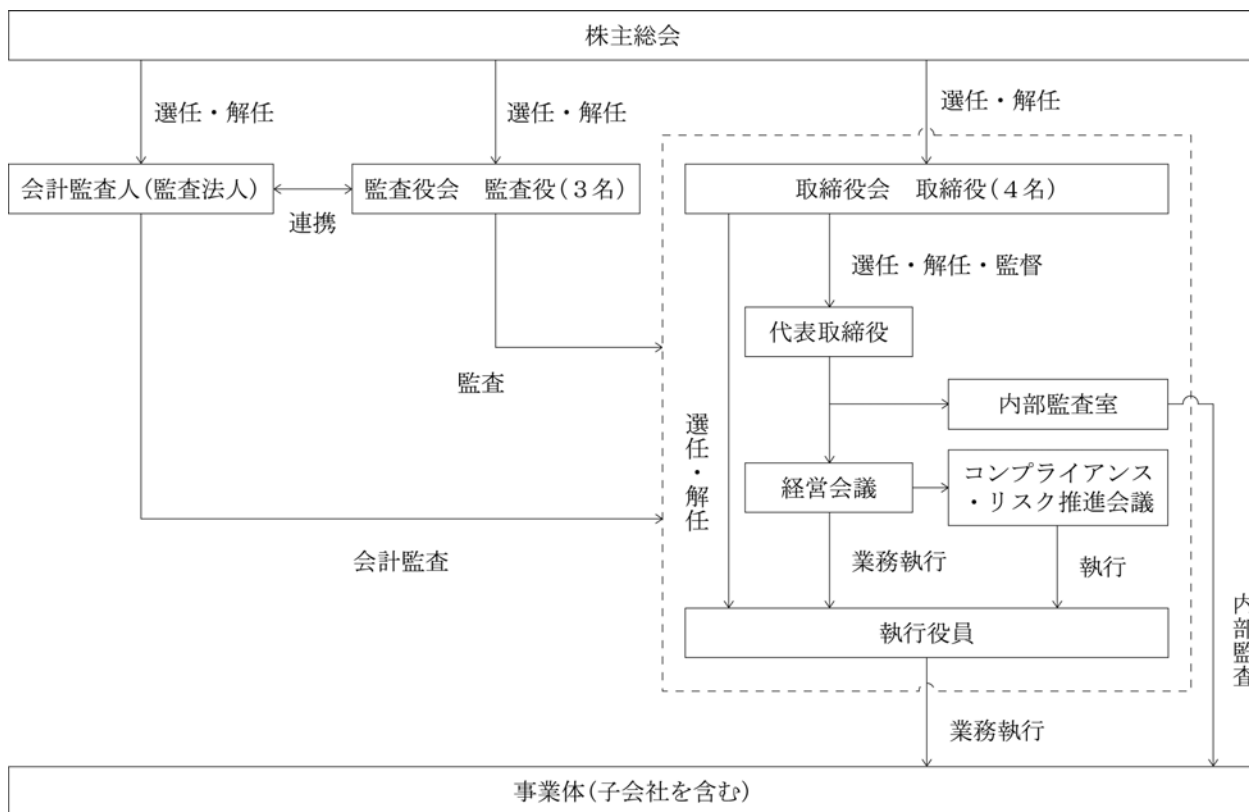 株主総会
選任・解任
選任・解任
選任・解任
会計監査人(監査法人)
連携
監査役会　監査役(３名)
取締役会　取締役(４名)
選任・解任・監督
代表取締役
監査
内部監査室
選任・解任
経営会議
コンプライアンス
・リスク推進会議
会計監査
業務執行
執行
執行役員
内部監査
業務執行
事業体(子会社を含む)